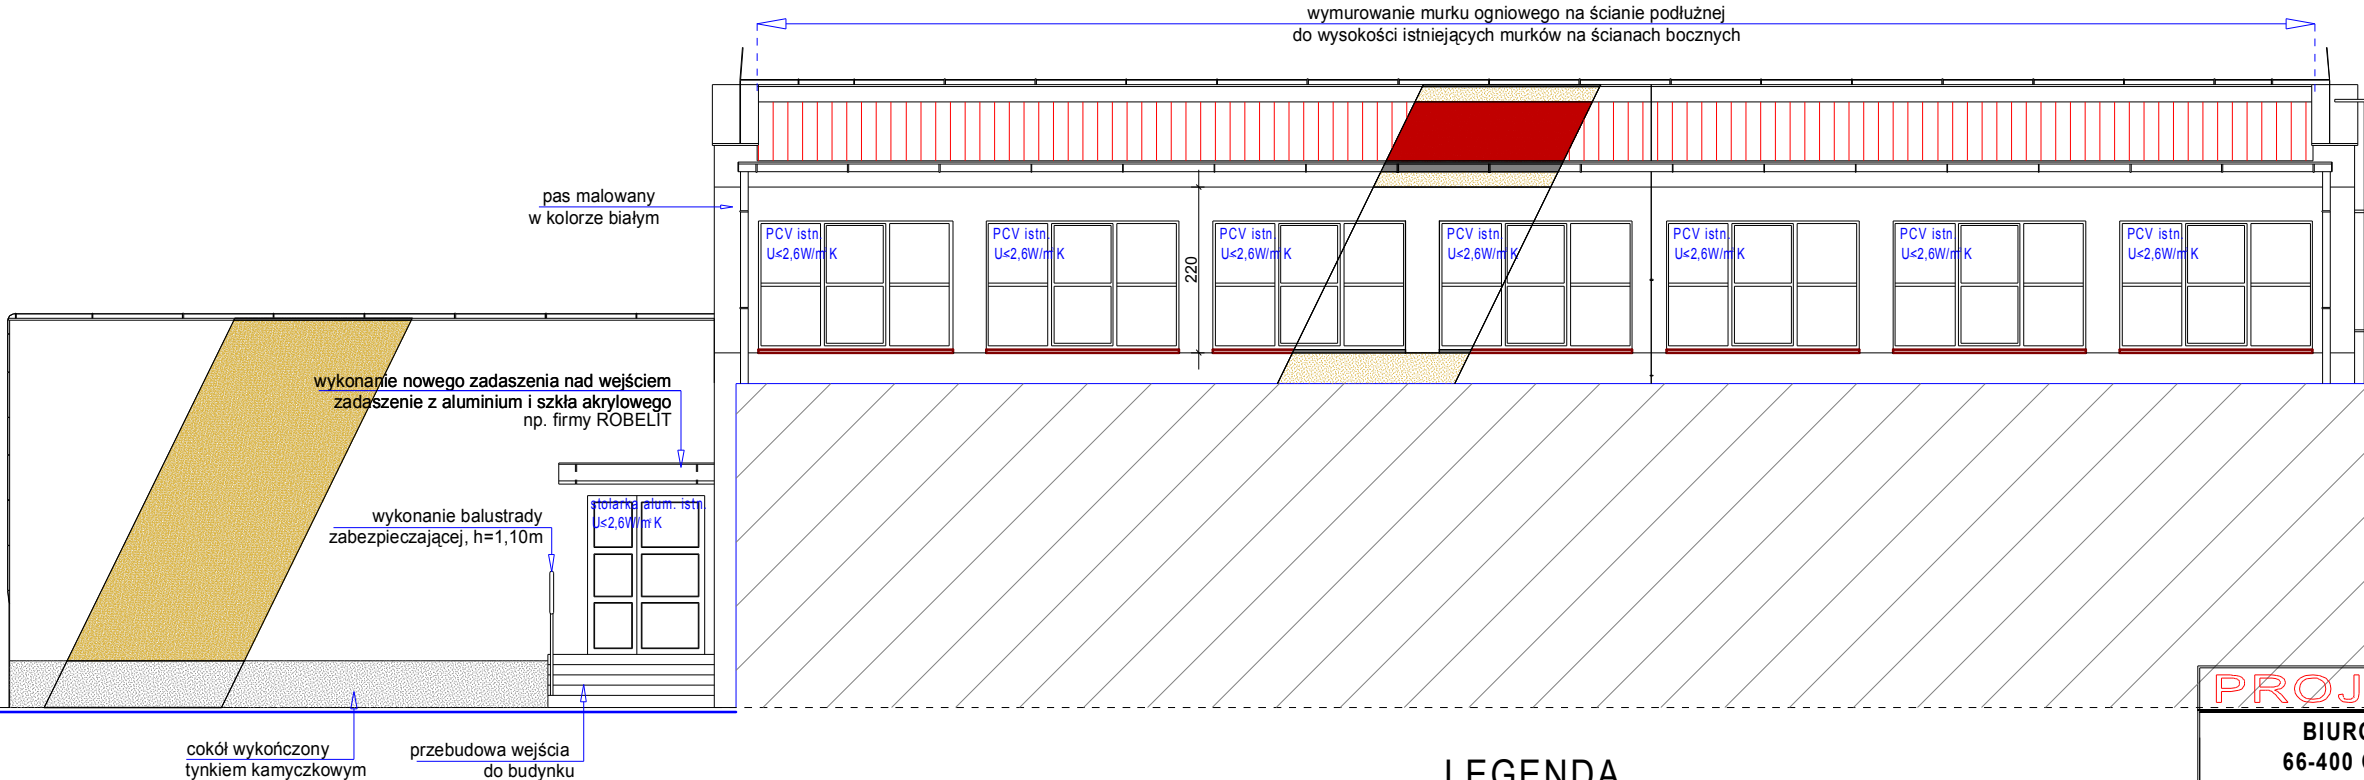 wymurowanie murku ogniowego na ścianie podłużnej
do wysokości istniejących murków na ścianach bocznych
pas malowany
w kolorze białym
PCV istn.
U≤2,6W/m²K
PCV istn.
U≤2,6W/m²K
PCV istn.
U≤2,6W/m²K
PCV istn.
U≤2,6W/m²K
PCV istn.
U≤2,6W/m²K
PCV istn.
U≤2,6W/m²K
PCV istn.
U≤2,6W/m²K
220
wykonanie nowego zadaszenia nad wejściem
zadaszenie z aluminium i szkła akrylowego
np. firmy ROBELIT
stolarka alum. istn.
U≤2,6W/m²K
wykonanie balustrady
zabezpieczającej, h=1,10m
cokół wykończony
tynkiem kamyczkowym
przebudowa wejścia
do budynku
LEGENDA
PROJ
BIURO
66-400